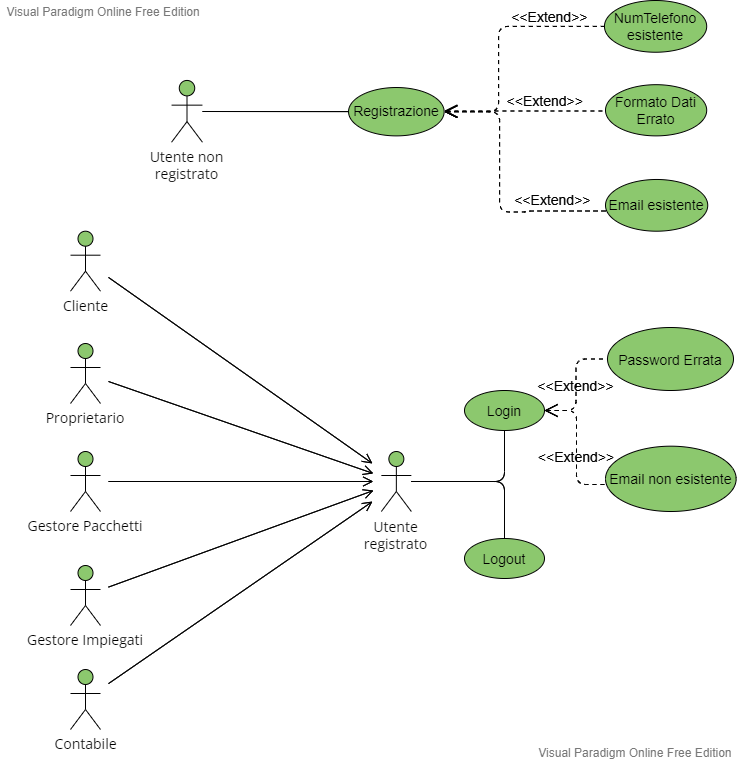 Visual Paradigm Online Free Edition
<<Extend>>
NumTelefono
esistente
<<Extend>>
Formato Dati
Errato
Registrazione
Utente non
registrato
<<Extend>>
Email esistente
Cliente
Password Errata
<<Extend>>
Proprietario
Login
<<Extend>>
Email non esistente
Gestore Pacchetti
Utente
registrato
Logout
Gestore Impiegati
Contabile
Visual Paradigm Online Free Edition